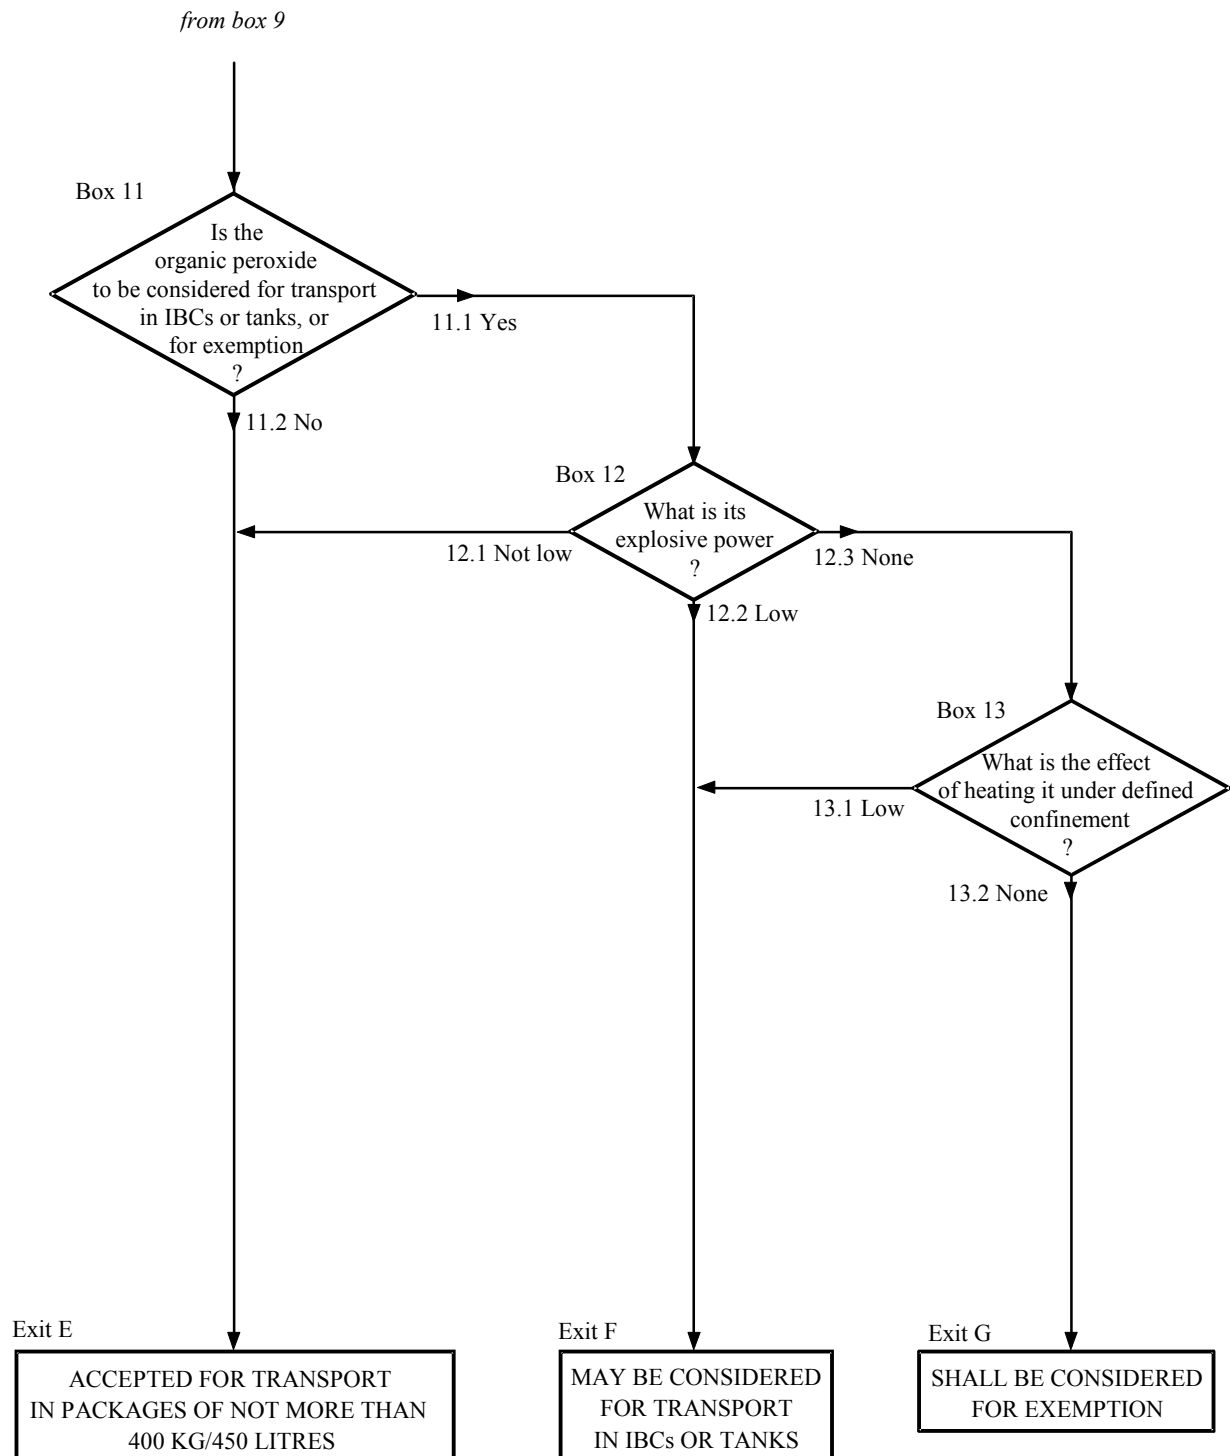 from box 9
Box 11
Is the
organic peroxide
to be considered for transport
in IBCs or tanks, or
for exemption
?
11.1 Yes
11.2 No
Box 12
What is its
explosive power
?
12.1 Not low
12.3 None
12.2 Low
Box 13
What is the effect
of heating it under defined
confinement
?
13.1 Low
13.2 None
Exit E
ACCEPTED FOR TRANSPORT
IN PACKAGES OF NOT MORE THAN
400 KG/450 LITRES
Exit F
MAY BE CONSIDERED
FOR TRANSPORT
IN IBCs OR TANKS
Exit G
SHALL BE CONSIDERED
FOR EXEMPTION